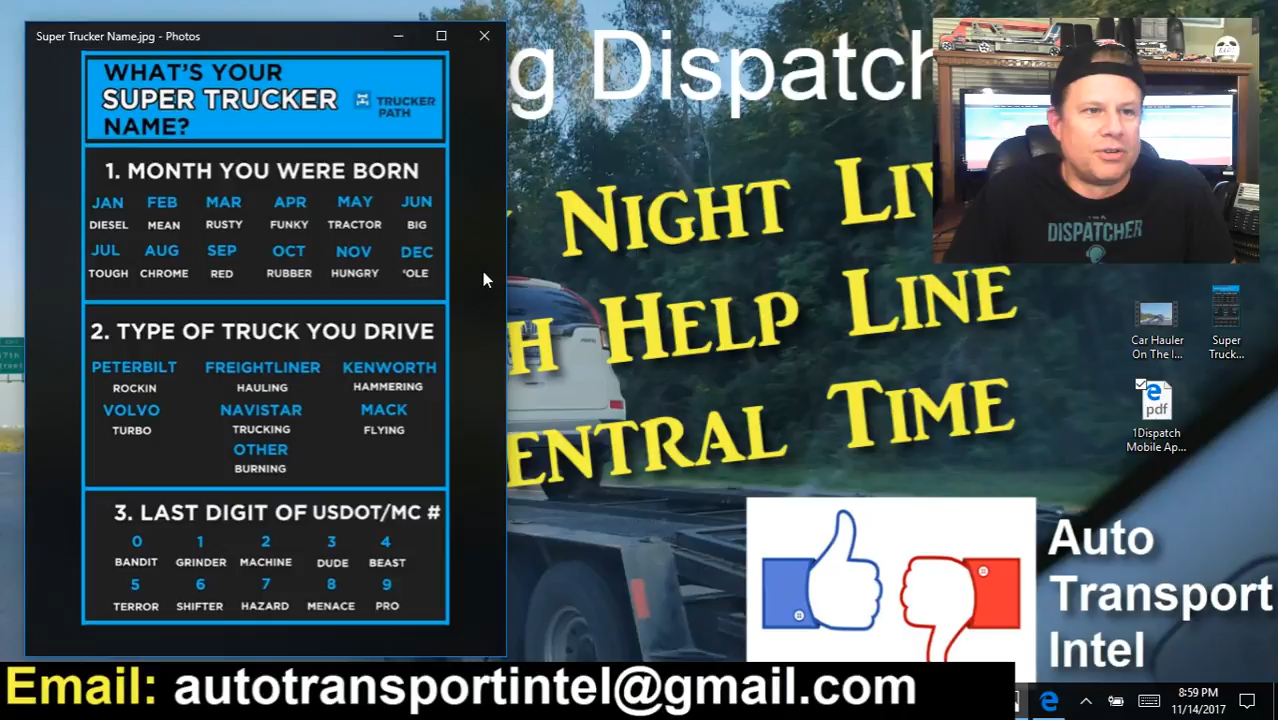 Super Trucker Name.jpg - Photos
WHAT'S YOUR
SUPER TRUCKER
NAME?
TRUCKER
PATH
1. MONTH YOU WERE BORN
JAN FEB MAR APR MAY JUN
DIESEL MEAN RUSTY FUNKY TRACTOR BIG
JUL AUG SEP OCT NOV DEC
TOUGH CHROME RED RUBBER HUNGRY 'OLE
2. TYPE OF TRUCK YOU DRIVE
PETERBILT FREIGHTLINER KENWORTH
ROCKIN HAULING HAMMERING
VOLVO NAVISTAR MACK
TURBO TRUCKING FLYING
OTHER
BURNING
3. LAST DIGIT OF USDOT/MC #
0 1 2 3 4
BANDIT GRINDER MACHINE DUDE BEAST
5 6 7 8 9
TERROR SHIFTER HAZARD MENACE PRO
g Dispatch
Night Liv
Help Line
entral Time
DISPATCHER
Car Hauler
On The I...
Super
Truck...
pdf
1Dispatch
Mobile Ap...
Auto
Transport
Intel
Email: autotransportintel@gmail.com
8:59 PM
11/14/2017